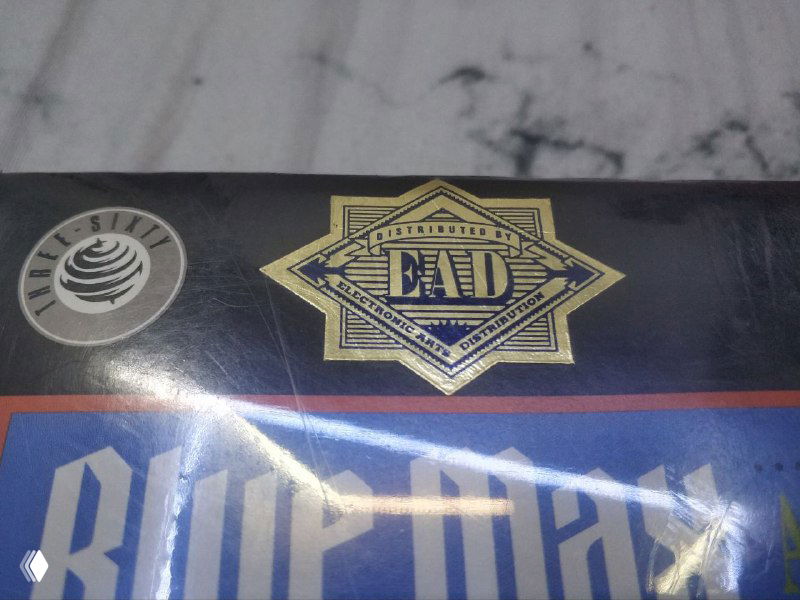 THREE-SIXTY
DISTRIBUTED BY
EAD
ELECTRONIC ARTS DISTRIBUTION
Blue Max